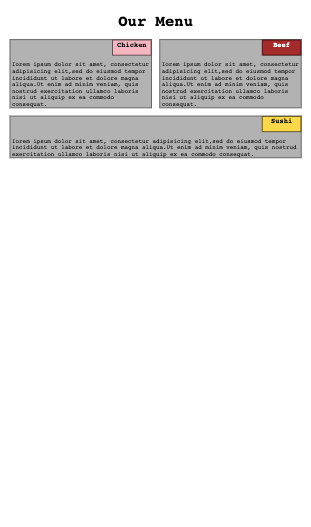 Our Menu
Chicken
lorem ipsum dolor sit amet, consectetur
adipisicing elit,sed do eiusmod tempor
incididunt ut labore et dolore magna
aliqua.Ut enim ad minim veniam, quis
nostrud exercitation ullamco laboris
nisi ut aliquip ex ea commodo
consequat.
Beef
lorem ipsum dolor sit amet, consectetur
adipisicing elit,sed do eiusmod tempor
incididunt ut labore et dolore magna
aliqua.Ut enim ad minim veniam, quis
nostrud exercitation ullamco laboris
nisi ut aliquip ex ea commodo
consequat.
Sushi
lorem ipsum dolor sit amet, consectetur adipisicing elit,sed do eiusmod tempor
incididunt ut labore et dolore magna aliqua.Ut enim ad minim veniam, quis nostrud
exercitation ullamco laboris nisi ut aliquip ex ea commodo consequat.